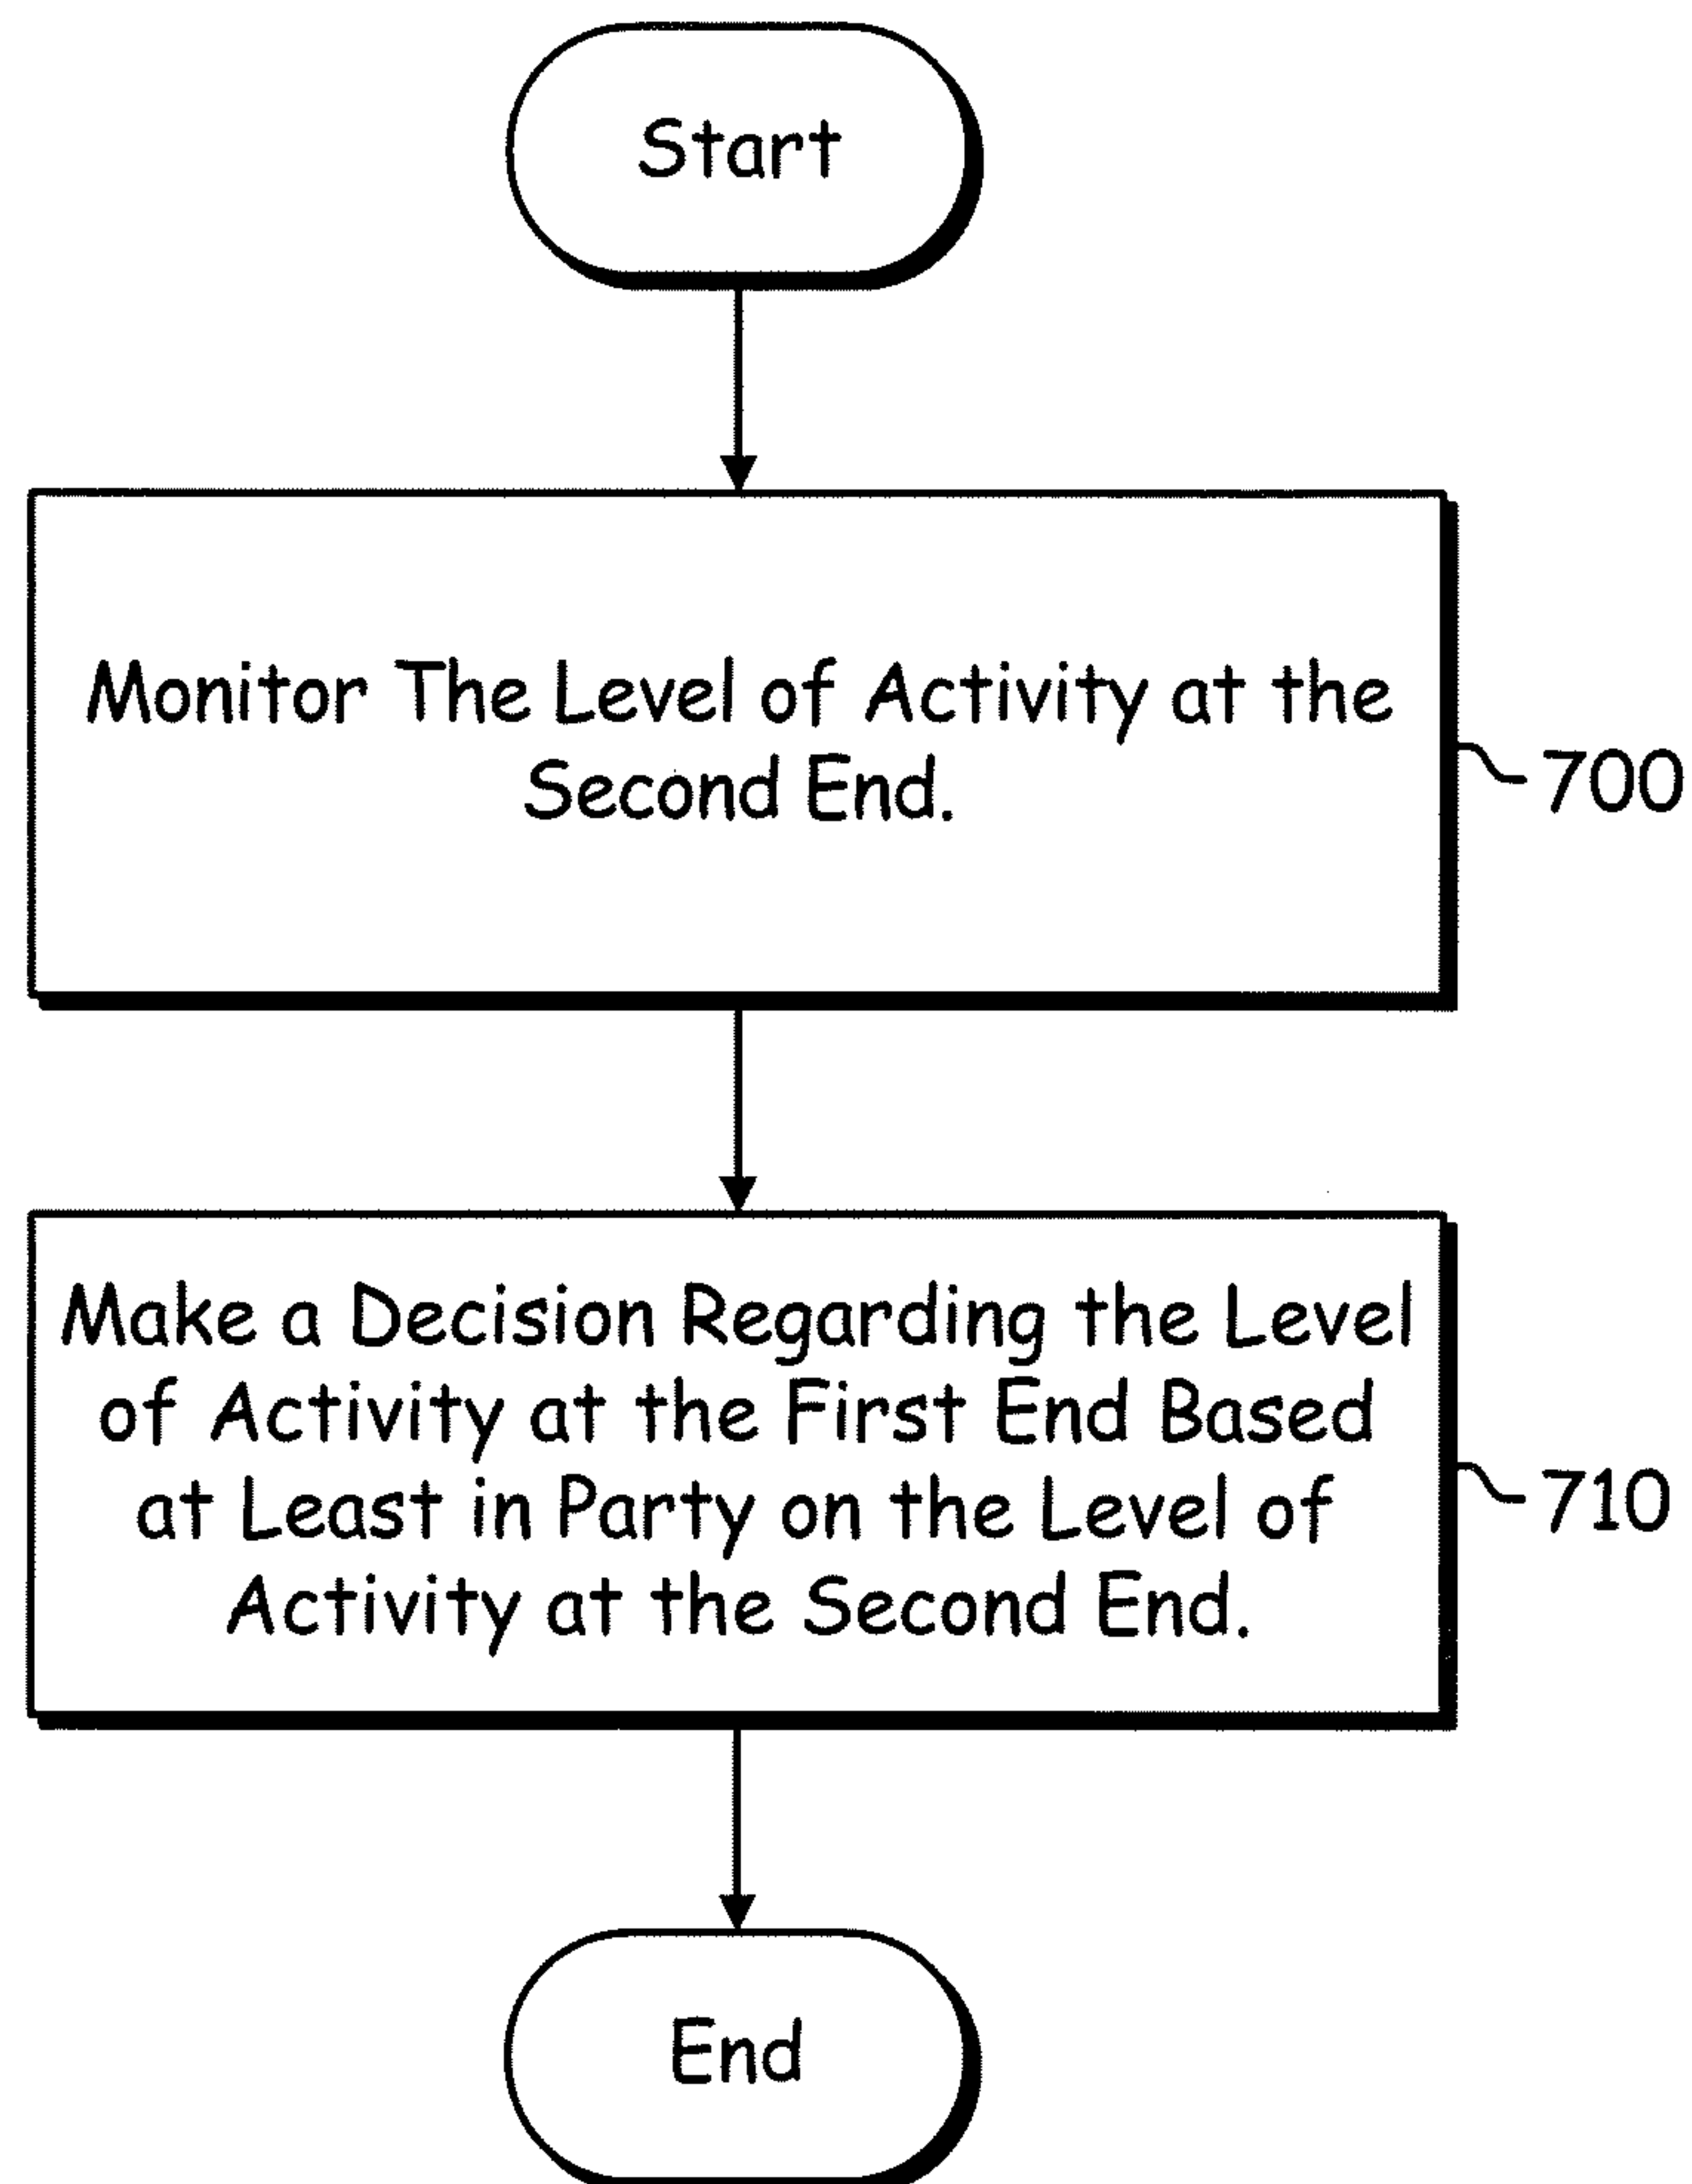 Start
Monitor The Level of Activity at the
Second End.
700
Make a Decision Regarding the Level
of Activity at the First End Based
at Least in Party on the Level of
Activity at the Second End.
710
End